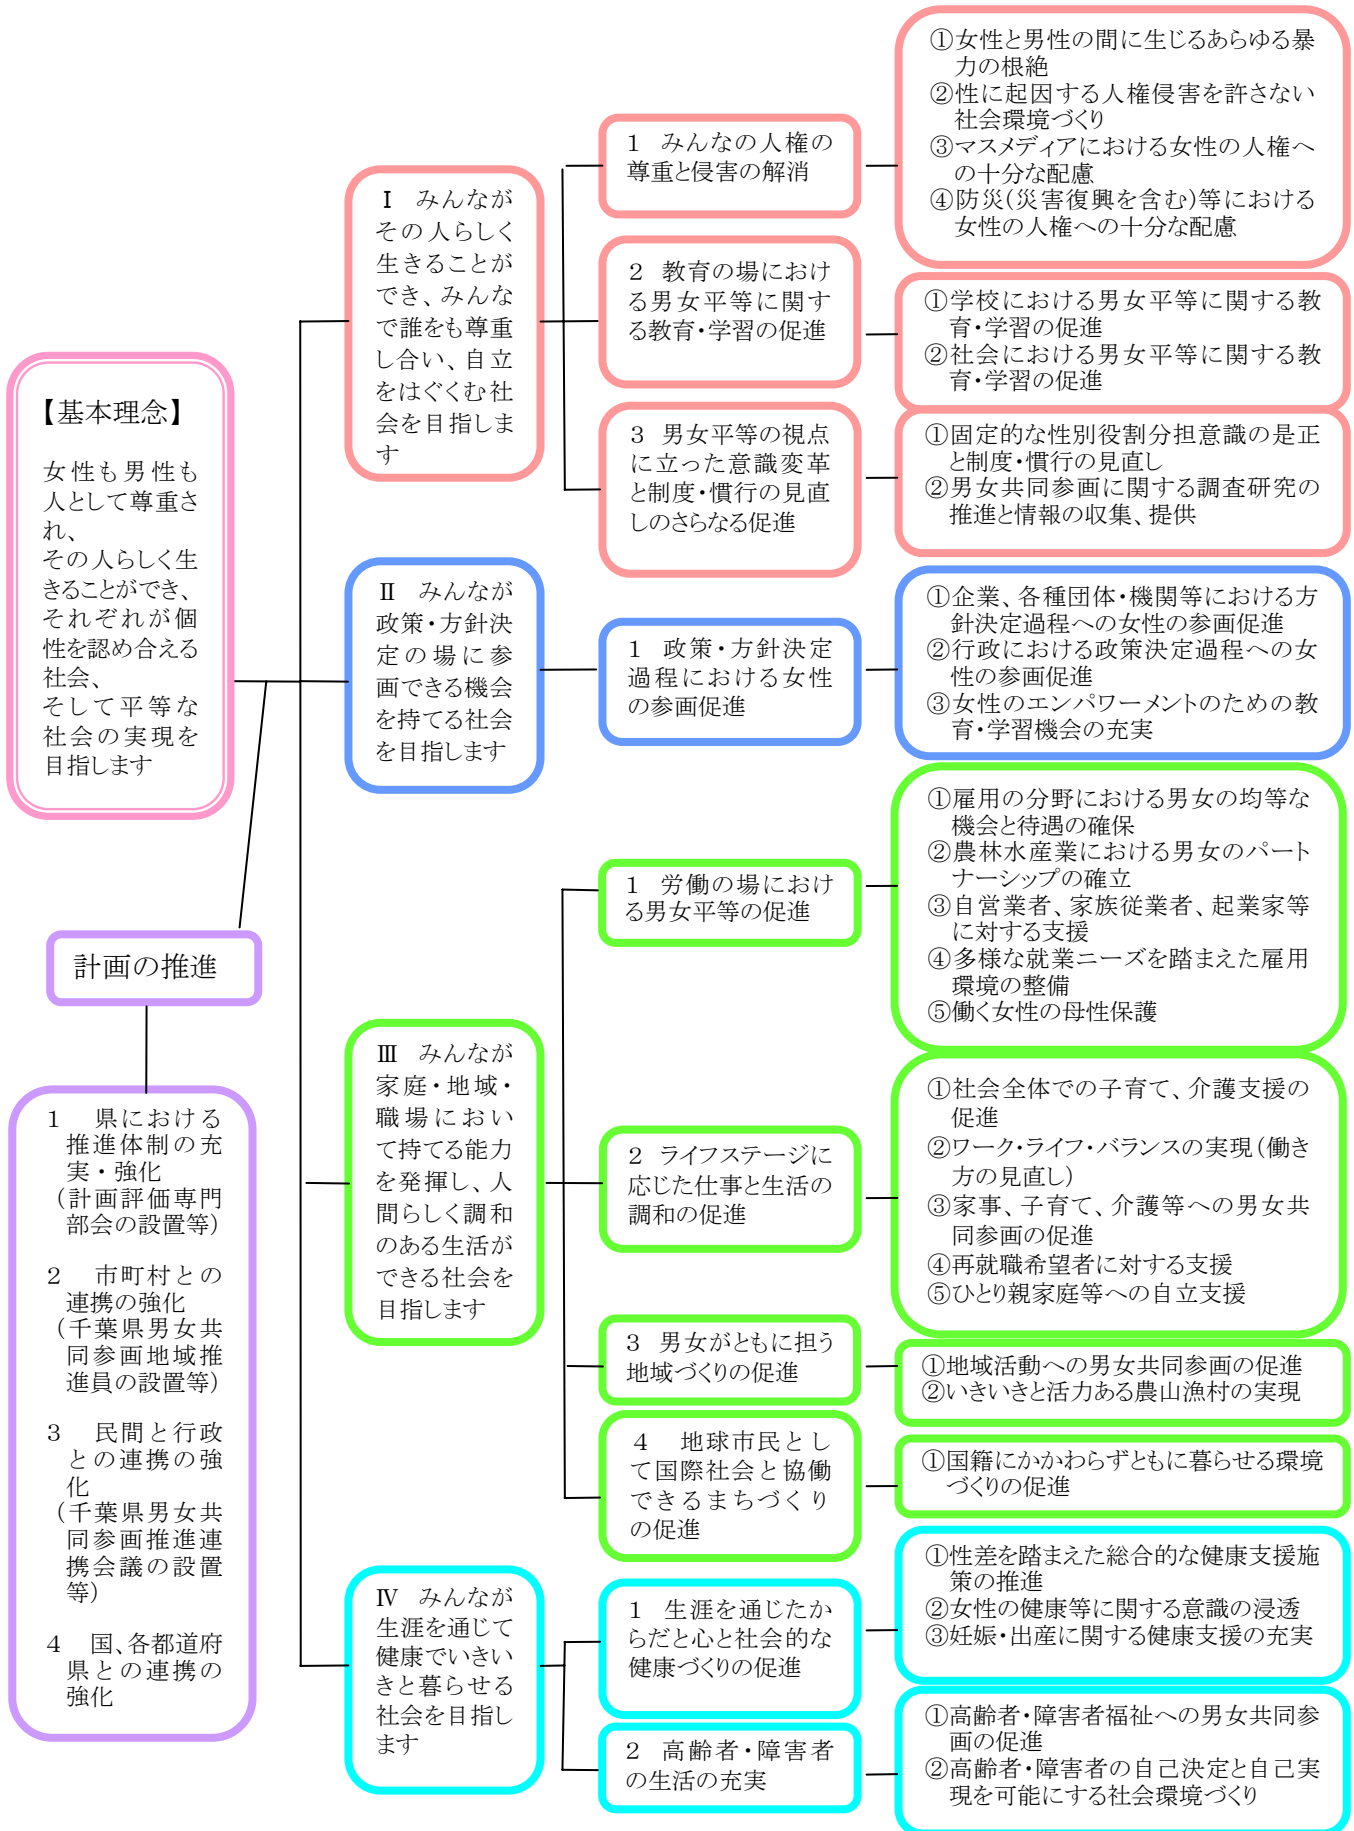 【基本理念】
女性も男性も
人として尊重さ
れ、
その人らしく生
きることができ、
それぞれが個
性を認め合える
社会、
そして平等な
社会の実現を
目指します
計画の推進
1 県における
推進体制の充
実・強化
(計画評価専門
部会の設置等)
2 市町村との
連携の強化
(千葉県男女共
同参画地域推
進員の設置等)
3 民間と行政
との連携の強
化
(千葉県男女共
同参画推進連
携会議の設置
等)
4 国、各都道府
県との連携の
強化
Ⅰ みんなが
その人らしく
生きることが
でき、みんな
で誰をも尊重
し合い、自立
をはぐくむ社
会を目指しま
す
1 みんなの人権の
尊重と侵害の解消
①女性と男性の間に生じるあらゆる暴
力の根絶
②性に起因する人権侵害を許さない
社会環境づくり
③マスメディアにおける女性の人権へ
の十分な配慮
④防災(災害復興を含む)等における
女性の人権への十分な配慮
2 教育の場におけ
る男女平等に関す
る教育・学習の促進
①学校における男女平等に関する教
育・学習の促進
②社会における男女平等に関する教
育・学習の促進
3 男女平等の視点
に立った意識変革
と制度・慣行の見直
しのさらなる促進
①固定的な性別役割分担意識の是正
と制度・慣行の見直し
②男女共同参画に関する調査研究の
推進と情報の収集、提供
Ⅱ みんなが
政策・方針決
定の場に参
画できる機会
を持てる社会
を目指します
1 政策・方針決定
過程における女性
の参画促進
①企業、各種団体・機関等における方
針決定過程への女性の参画促進
②行政における政策決定過程への女
性の参画促進
③女性のエンパワーメントのための教
育・学習機会の充実
Ⅲ みんなが
家庭・地域・
職場におい
て持てる能力
を発揮し、人
間らしく調和
のある生活が
できる社会を
目指します
1 労働の場におけ
る男女平等の促進
①雇用の分野における男女の均等な
機会と待遇の確保
②農林水産業における男女のパート
ナーシップの確立
③自営業者、家族従業者、起業家等
に対する支援
④多様な就業ニーズを踏まえた雇用
環境の整備
⑤働く女性の母性保護
2 ライフステージに
応じた仕事と生活の
調和の促進
①社会全体での子育て、介護支援の
促進
②ワーク・ライフ・バランスの実現(働き
方の見直し)
③家事、子育て、介護等への男女共
同参画の促進
④再就職希望者に対する支援
⑤ひとり親家庭等への自立支援
3 男女がともに担う
地域づくりの促進
①地域活動への男女共同参画の促進
②いきいきと活力ある農山漁村の実現
4 地球市民とし
て国際社会と協働
できるまちづくり
の促進
①国籍にかかわらずともに暮らせる環境
づくりの促進
Ⅳ みんなが
生涯を通じて
健康でいきい
きと暮らせる
社会を目指し
ます
1 生涯を通じたか
らだと心と社会的な
健康づくりの促進
①性差を踏まえた総合的な健康支援施
策の推進
②女性の健康等に関する意識の浸透
③妊娠・出産に関する健康支援の充実
2 高齢者・障害者
の生活の充実
①高齢者・障害者福祉への男女共同参
画の促進
②高齢者・障害者の自己決定と自己実
現を可能にする社会環境づくり